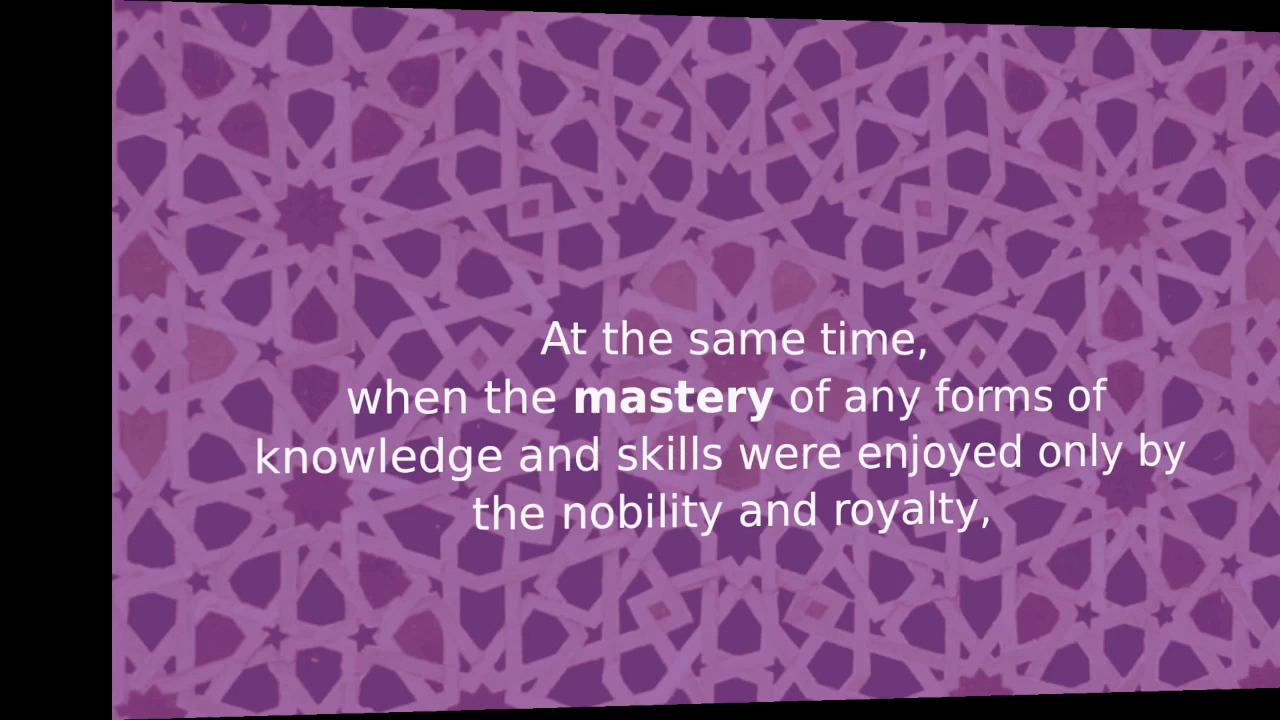 At the same time,
when the mastery of any forms of
knowledge and skills were enjoyed only by
the nobility and royalty,